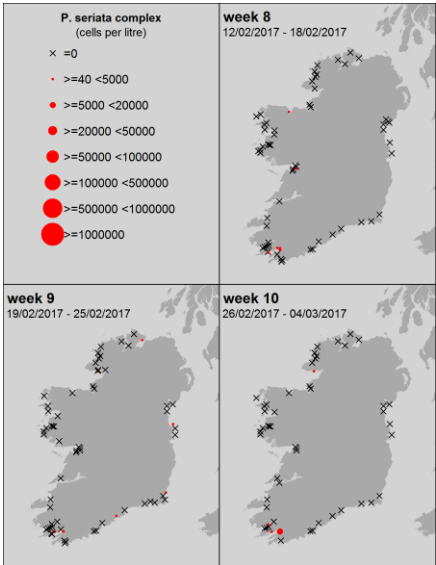 P. seriata complex
(cells per litre)
=0
>=40 <5000
>=5000 <20000
>=20000 <50000
>=50000 <100000
>=100000 <500000
>=500000 <1000000
>=1000000
week 8
12/02/2017 - 18/02/2017
week 9
19/02/2017 - 25/02/2017
week 10
26/02/2017 - 04/03/2017